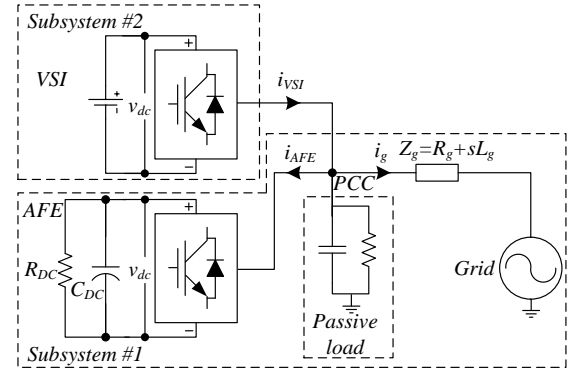 Subsystem #2
VSI
+
+
v_dc
−
i_VSI
i_AFE
i_g
Z_g=R_g+sL_g
PCC
AFE
+
R_DC
C_DC
v_dc
−
Grid
Passive
load
Subsystem #1